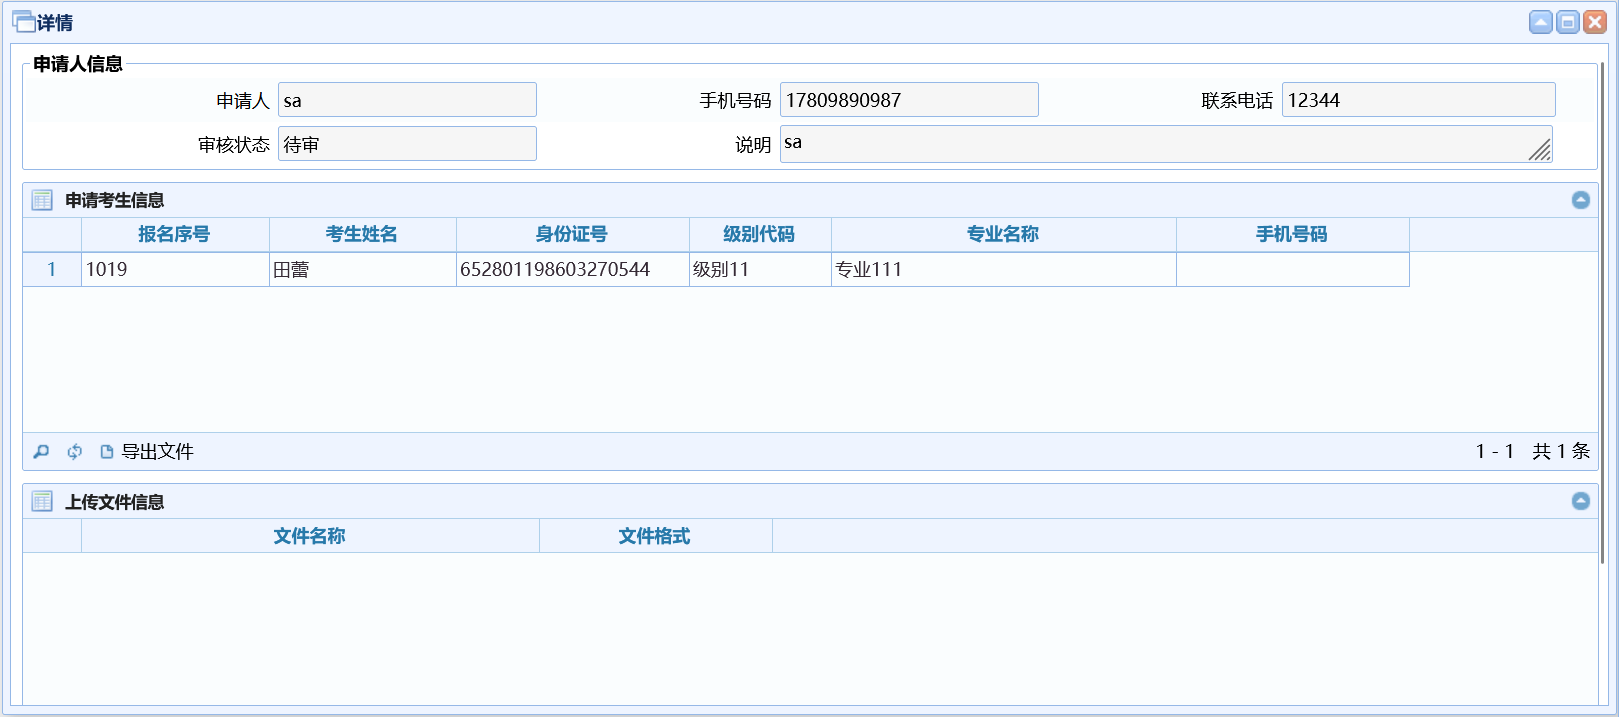 详情
申请人信息
申请人 sa 手机号码 17809890987 联系电话 12344
审核状态 待审 说明 sa
申请考生信息
报名序号 考生姓名 身份证号 级别代码 专业名称 手机号码
1 1019 田蕾 652801198603270544 级别11 专业111
导出文件 1 - 1 共 1 条
上传文件信息
文件名称 文件格式